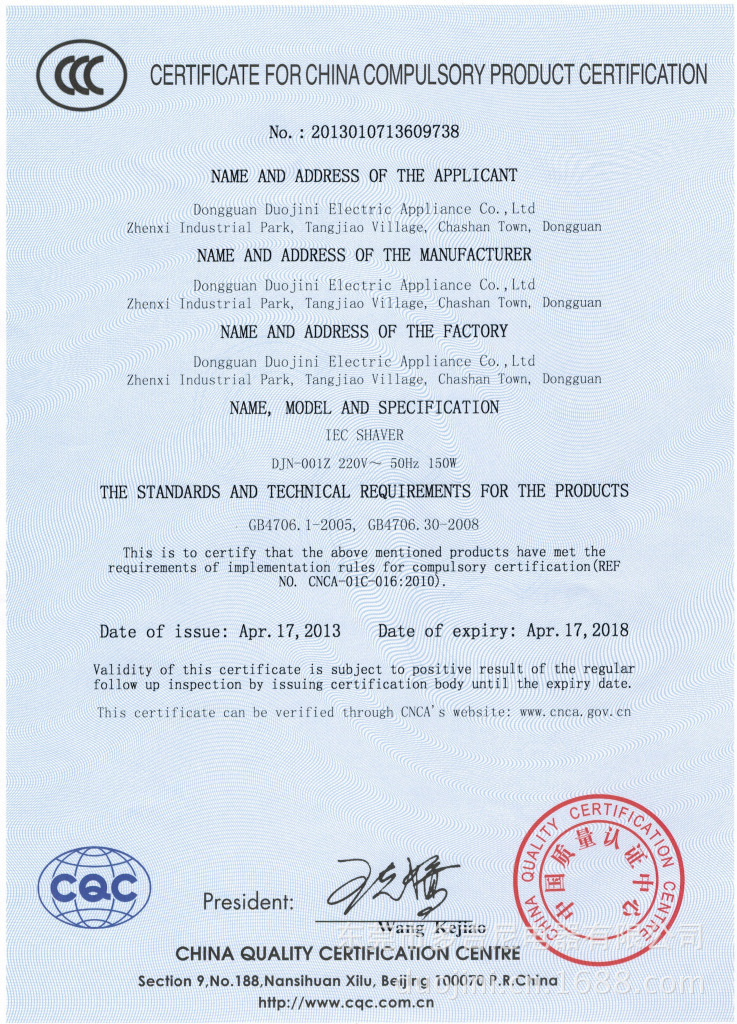 CCC
CERTIFICATE FOR CHINA COMPULSORY PRODUCT CERTIFICATION
No.: 2013010713609738
NAME AND ADDRESS OF THE APPLICANT
Dongguan Duojini Electric Appliance Co.,Ltd
Zhenxi Industrial Park, Tangjiao Village, Chashan Town, Dongguan
NAME AND ADDRESS OF THE MANUFACTURER
Dongguan Duojini Electric Appliance Co.,Ltd
Zhenxi Industrial Park, Tangjiao Village, Chashan Town, Dongguan
NAME AND ADDRESS OF THE FACTORY
Dongguan Duojini Electric Appliance Co.,Ltd
Zhenxi Industrial Park, Tangjiao Village, Chashan Town, Dongguan
NAME, MODEL AND SPECIFICATION
IEC SHAVER
DJN-001Z 220V～ 50Hz 150W
THE STANDARDS AND TECHNICAL REQUIREMENTS FOR THE PRODUCTS
GB4706.1-2005, GB4706.30-2008
This is to certify that the above mentioned products have met the
requirements of implementation rules for compulsory certification(REF
NO. CNCA-01C-016:2010).
Date of issue: Apr.17,2013 Date of expiry: Apr.17,2018
Validity of this certificate is subject to positive result of the regular
follow up inspection by issuing certification body until the expiry date.
This certificate can be verified through CNCA's website: www.cnca.gov.cn
CHINA QUALITY CERTIFICATION CENTRE
中国质量认证中心
CQC
President:
Wang Kejiao
CHINA QUALITY CERTIFICATION CENTRE
Section 9,No.188,Nansihuan Xilu, Beijing 100070 P.R.China
http://www.cqc.com.cn